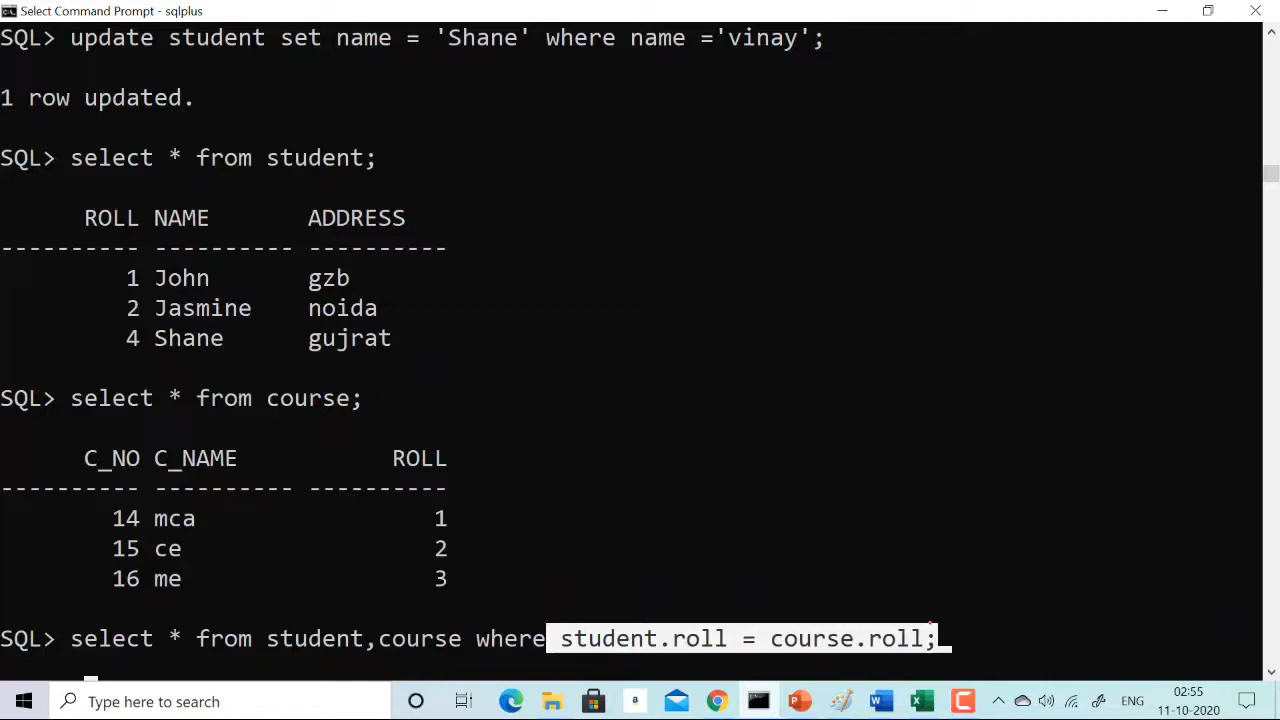 Select Command Prompt - sqlplus
SQL> update student set name = 'Shane' where name ='vinay';
1 row updated.
SQL> select * from student;
ROLL NAME ADDRESS
---------- ---------- ----------
1 John gzb
2 Jasmine noida
4 Shane gujrat
SQL> select * from course;
C_NO C_NAME ROLL
---------- ---------- ----------
14 mca 1
15 ce 2
16 me 3
SQL> select * from student,course where student.roll = course.roll;
Type here to search
a
ENG
02:55
11-10-2020